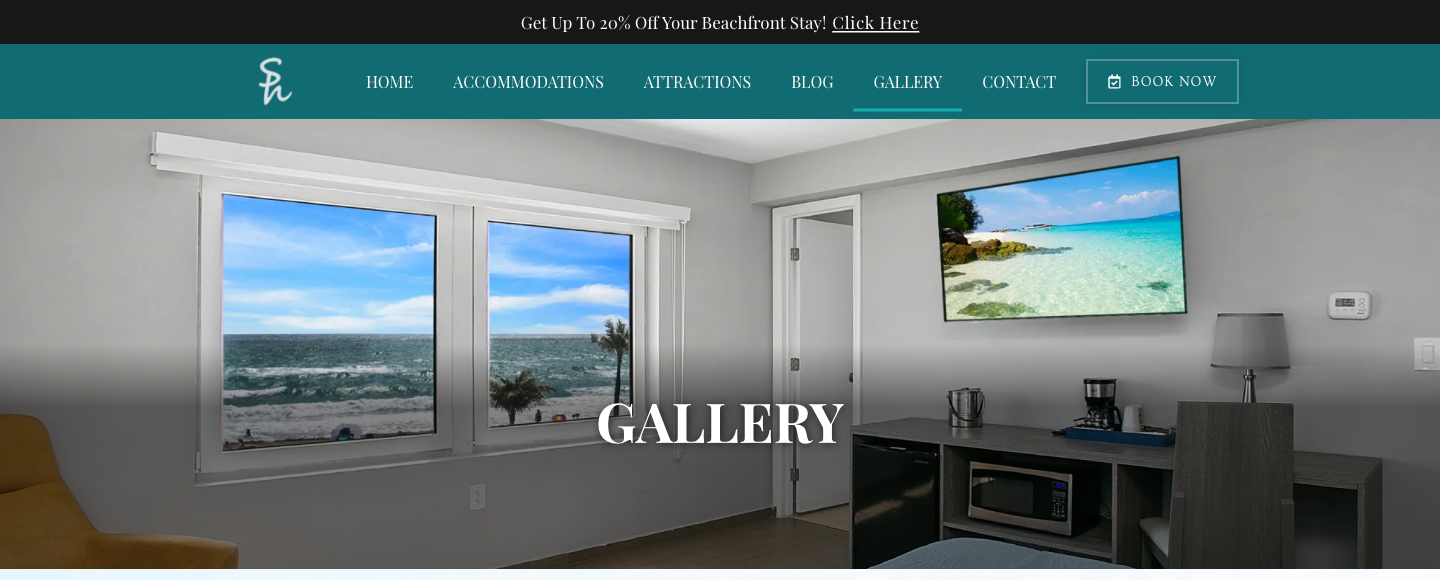 Get Up To 20% Off Your Beachfront Stay! Click Here
Sh HOME ACCOMMODATIONS ATTRACTIONS BLOG GALLERY CONTACT BOOK NOW
GALLERY